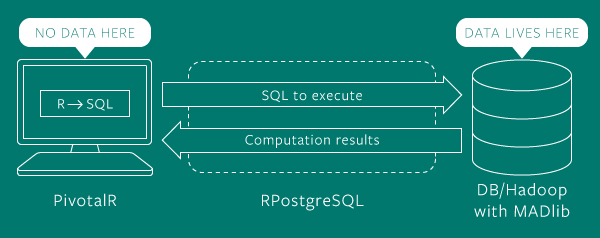 NO DATA HERE
DATA LIVES HERE
R→SQL
SQL to execute
Computation results
PivotalR
RPostgreSQL
DB/Hadoop
with MADlib